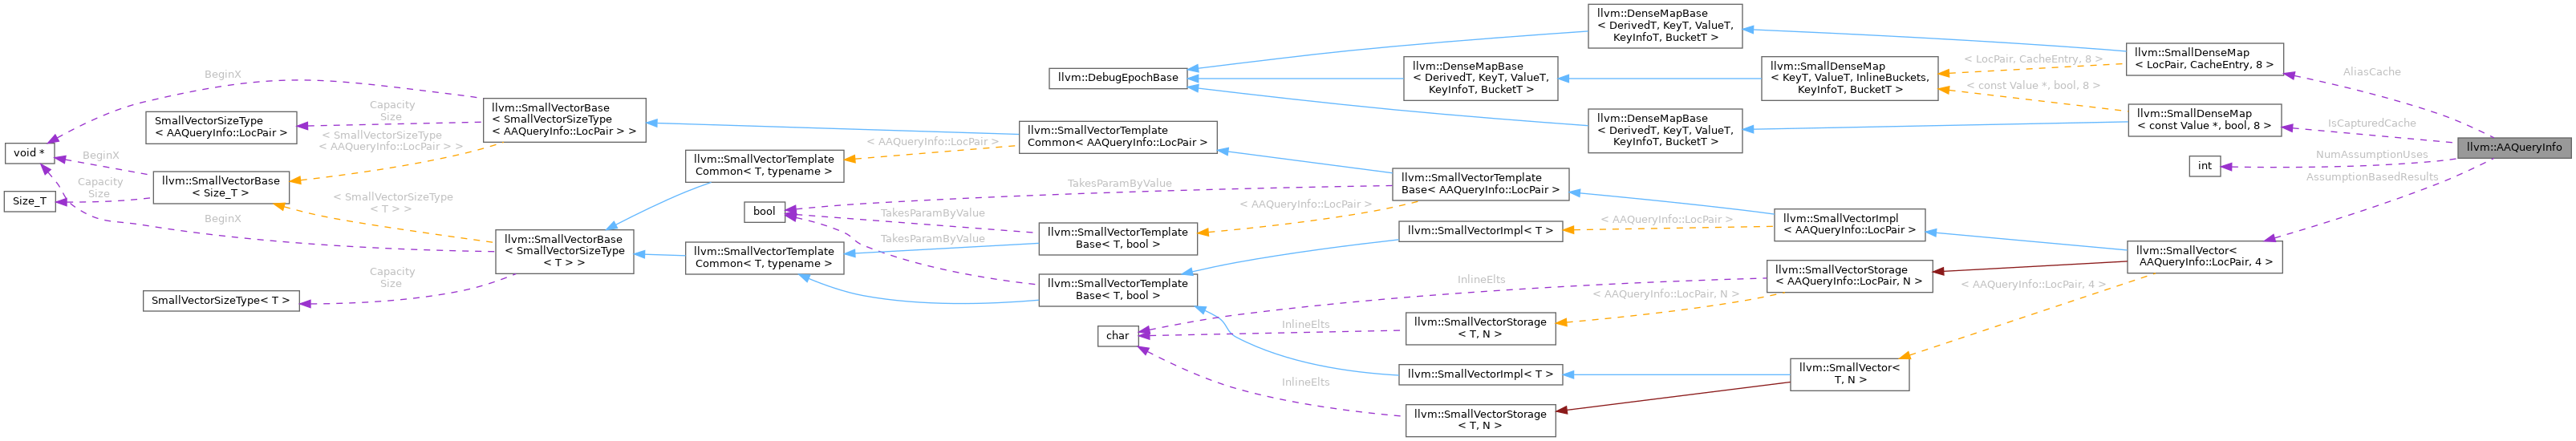 llvm::DenseMapBase
< DerivedT, KeyT, ValueT,
KeyInfoT, BucketT >
llvm::SmallDenseMap
< LocPair, CacheEntry, 8 >
llvm::DebugEpochBase
llvm::DenseMapBase
< DerivedT, KeyT, ValueT,
KeyInfoT, BucketT >
llvm::SmallDenseMap
< KeyT, ValueT, InlineBuckets,
KeyInfoT, BucketT >
< LocPair, CacheEntry, 8 >
< const Value *, bool, 8 >
AliasCache
BeginX
llvm::SmallVectorBase
< SmallVectorSizeType
< AAQueryInfo::LocPair > >
Capacity
Size
SmallVectorSizeType
< AAQueryInfo::LocPair >
llvm::DenseMapBase
< DerivedT, KeyT, ValueT,
KeyInfoT, BucketT >
llvm::SmallDenseMap
< const Value *, bool, 8 >
IsCapturedCache
llvm::AAQueryInfo
void *
BeginX
< SmallVectorSizeType
< AAQueryInfo::LocPair > >
llvm::SmallVectorTemplate
Common< T, typename >
< AAQueryInfo::LocPair >
llvm::SmallVectorTemplate
Common< AAQueryInfo::LocPair >
int
NumAssumptionUses
AssumptionBasedResults
Size_T
Capacity
Size
llvm::SmallVectorBase
< Size_T >
< SmallVectorSizeType
< T > >
BeginX
bool
TakesParamByValue
TakesParamByValue
TakesParamByValue
llvm::SmallVectorTemplate
Base< AAQueryInfo::LocPair >
< AAQueryInfo::LocPair >
llvm::SmallVectorTemplate
Base< T, bool >
llvm::SmallVectorImpl< T >
< AAQueryInfo::LocPair >
llvm::SmallVectorImpl
< AAQueryInfo::LocPair >
llvm::SmallVectorBase
< SmallVectorSizeType
< T > >
llvm::SmallVectorTemplate
Common< T, typename >
llvm::SmallVector<
AAQueryInfo::LocPair, 4 >
SmallVectorSizeType< T >
Capacity
Size
llvm::SmallVectorTemplate
Base< T, bool >
InlineElts
< AAQueryInfo::LocPair, N >
llvm::SmallVectorStorage
< AAQueryInfo::LocPair, N >
< AAQueryInfo::LocPair, 4 >
char
InlineElts
llvm::SmallVectorStorage
< T, N >
llvm::SmallVectorImpl< T >
llvm::SmallVector<
T, N >
InlineElts
llvm::SmallVectorStorage
< T, N >